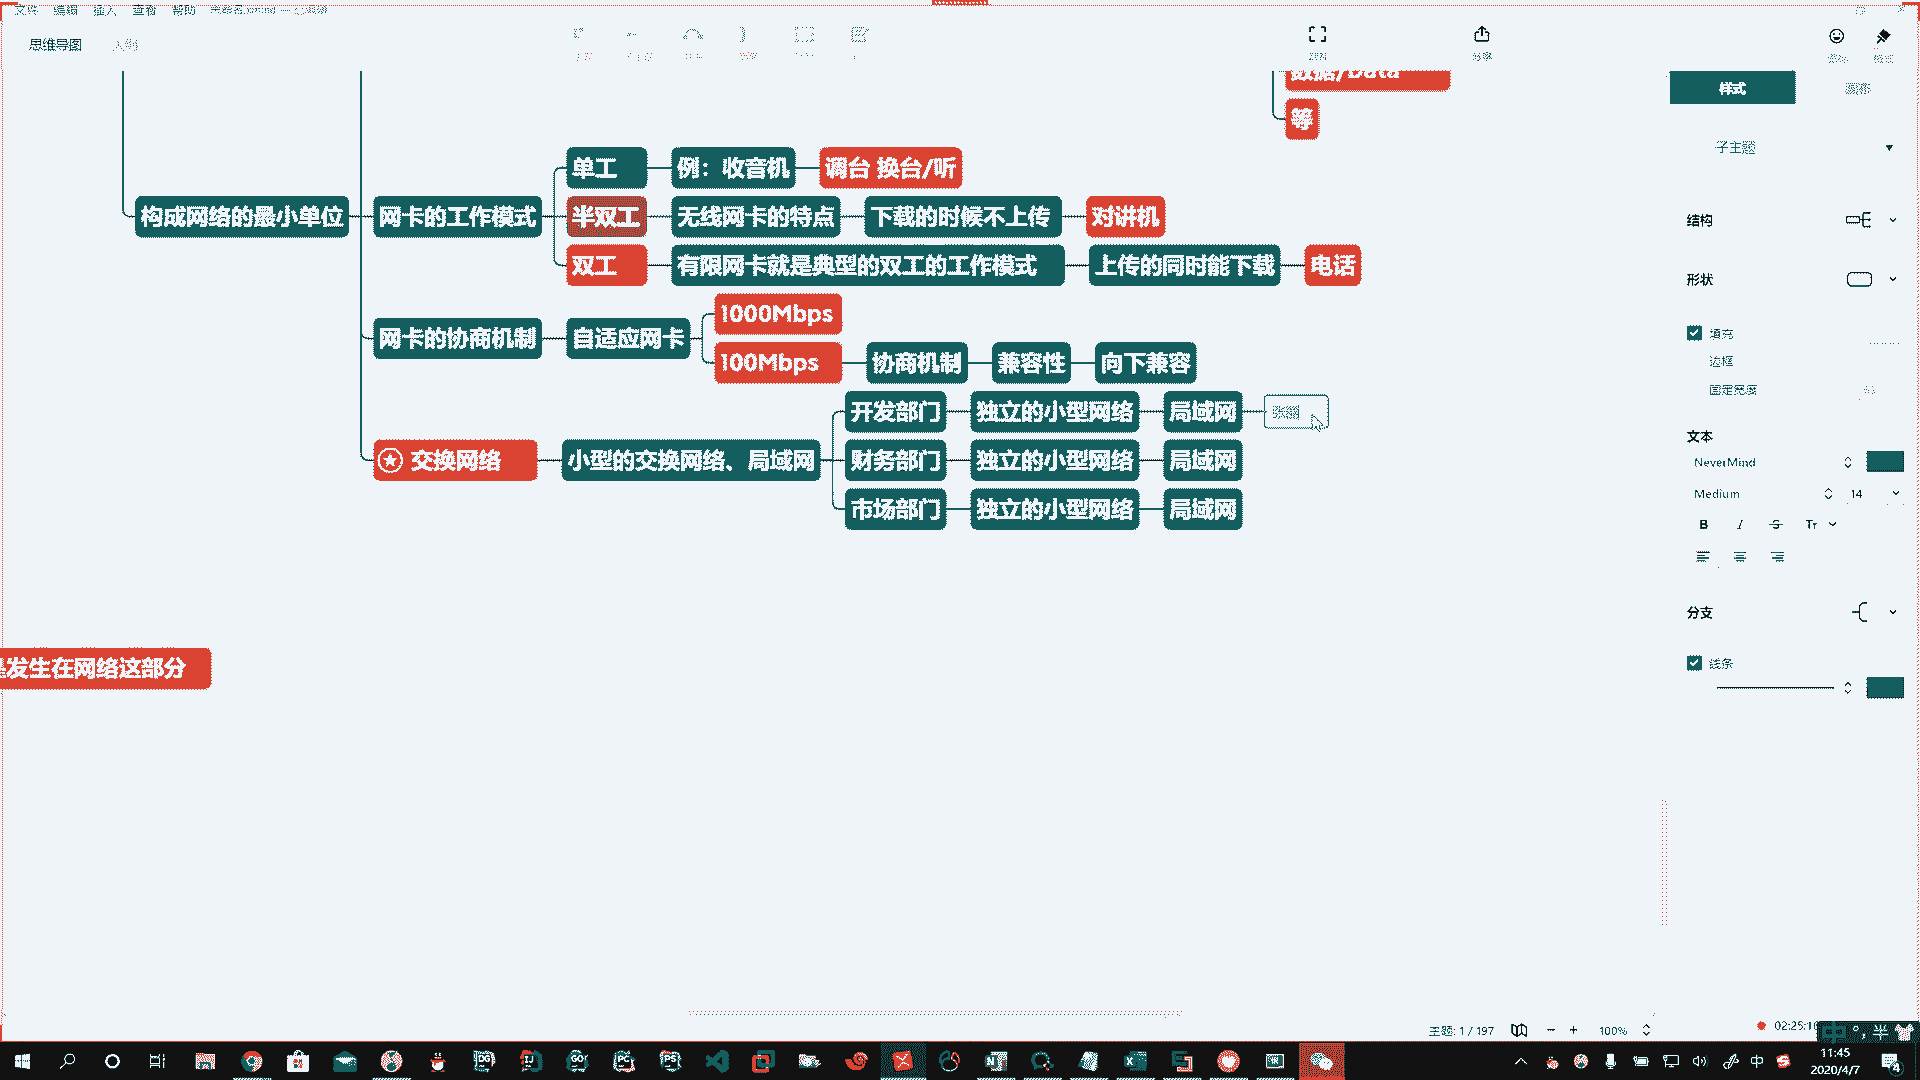 文件 编辑 插入 查看 帮助
思维导图
数据/Data
样式
画布
等
子主题
单工 例：收音机 调台 换台/听
构成网络的最小单位 网卡的工作模式 半双工 无线网卡的特点 下载的时候不上传 对讲机
结构
双工 有限网卡就是典型的双工的工作模式 上传的同时能下载 电话
形状
1000Mbps
网卡的协商机制 自适应网卡
填充
100Mbps 协商机制 兼容性 向下兼容
边框
固定宽度
开发部门 独立的小型网络 局域网
文本
交换网络 小型的交换网络、局域网 财务部门 独立的小型网络 局域网
NeverMind
Medium 14
市场部门 独立的小型网络 局域网
B I S Tr
分支
发生在网络这部分
线条
主题: 1 / 197 100%
02:25:1
半
DG IJ GO PC PS
中
11:45
2020/4/7
4